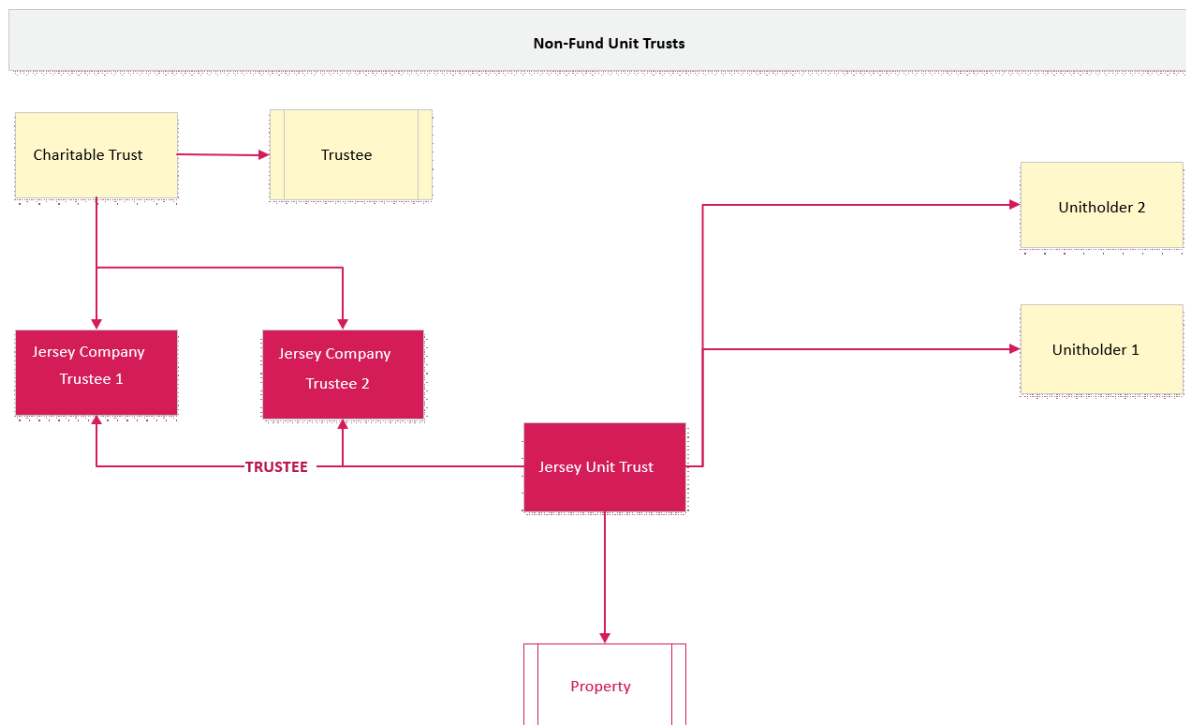 Non-Fund Unit Trusts
Charitable Trust
Trustee
Unitholder 2
Unitholder 1
Jersey Company
Trustee 1
Jersey Company
Trustee 2
TRUSTEE
Jersey Unit Trust
Property